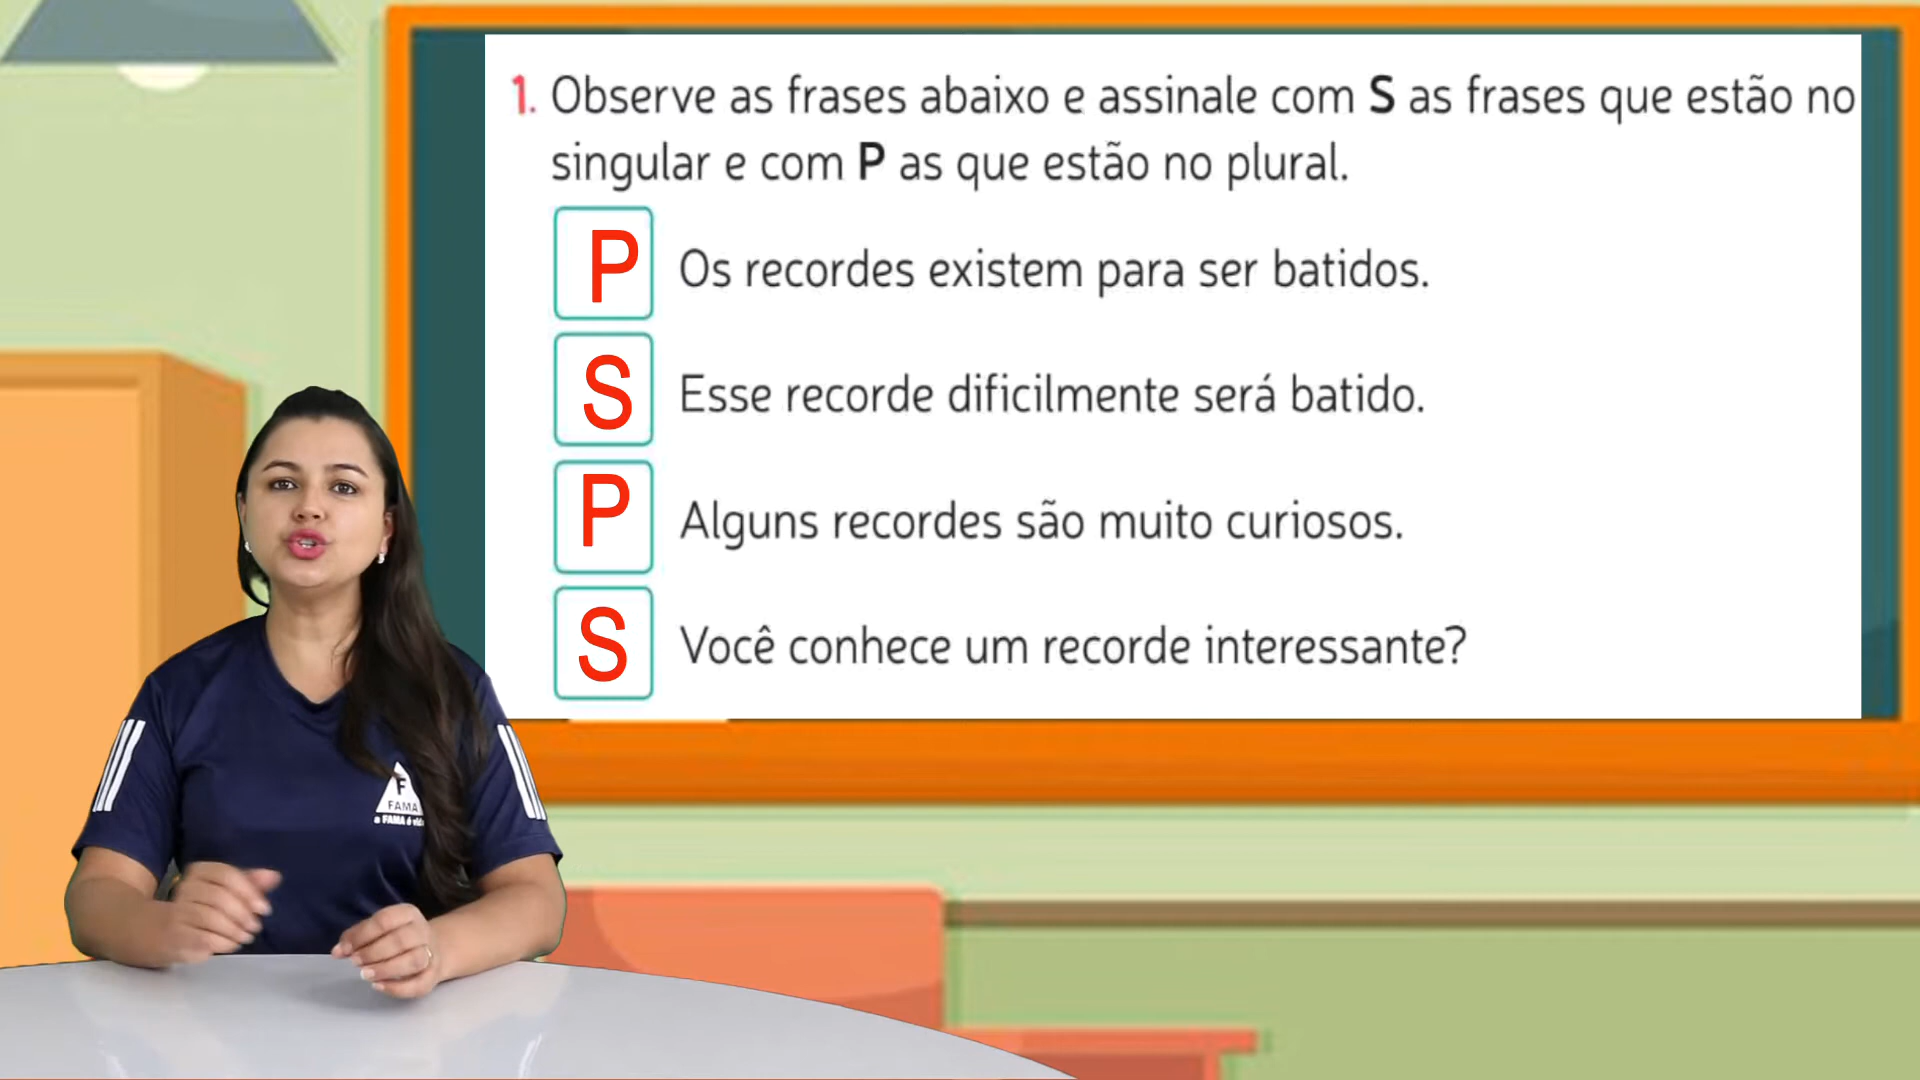 1. Observe as frases abaixo e assinale com S as frases que estão no
singular e com P as que estão no plural.
P Os recordes existem para ser batidos.
S Esse recorde dificilmente será batido.
P Alguns recordes são muito curiosos.
S Você conhece um recorde interessante?
F
FAMA
a FAMA é